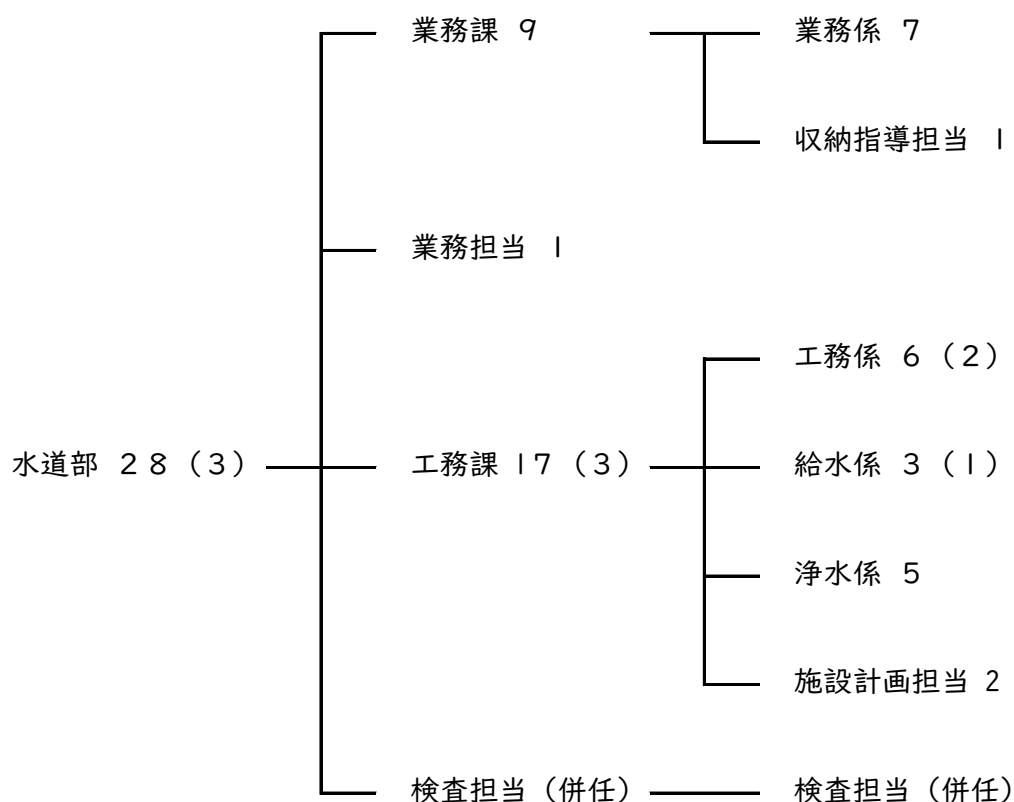 業務課 9 業務係 7
収納指導担当 1
業務担当 1
工務係 6（2）
水道部 28（3） 工務課 17（3） 給水係 3（1）
浄水係 5
施設計画担当 2
検査担当（併任） 検査担当（併任）